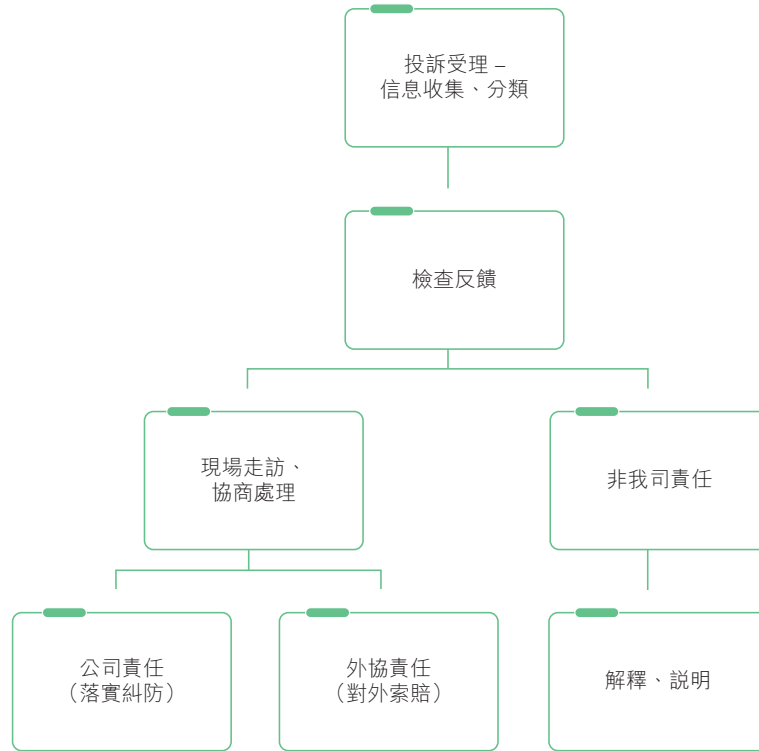 投訴受理 –
信息收集、分類
檢查反饋
現場走訪、
協商處理
非我司責任
公司責任
（落實糾防）
外協責任
（對外索賠）
解釋、説明